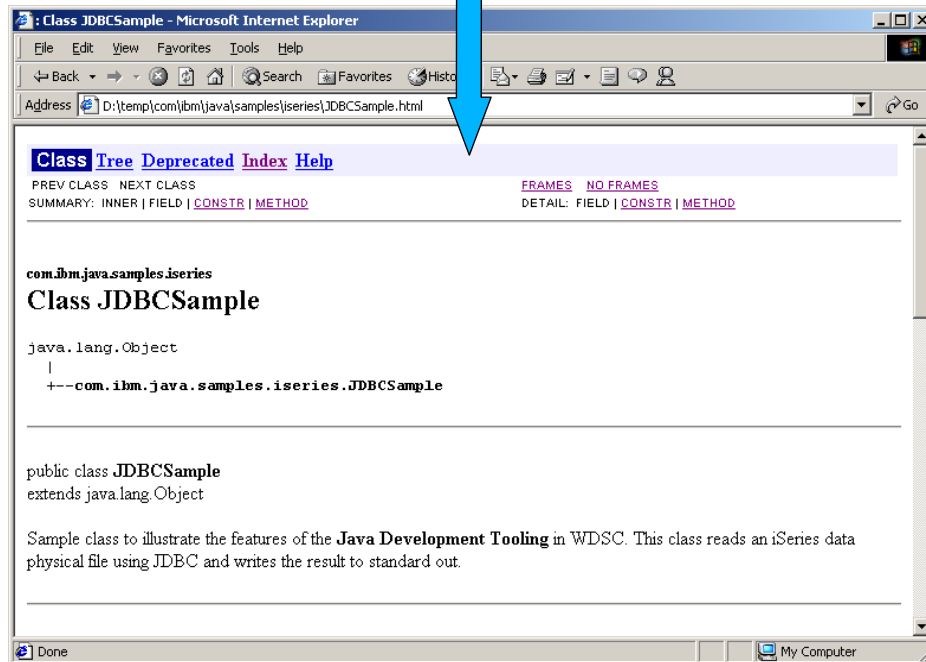 : Class JDBCSample - Microsoft Internet Explorer
File Edit View Favorites Tools Help
Back Search Favorites
Address D:\temp\com\ibm\java\samples\iseries\JDBCSample.html Go
Class Tree Deprecated Index Help
PREV CLASS NEXT CLASS FRAMES NO FRAMES
SUMMARY: INNER | FIELD | CONSTR | METHOD DETAIL: FIELD | CONSTR | METHOD
com.ibm.java.samples.iseries
Class JDBCSample
java.lang.Object
|
+--com.ibm.java.samples.iseries.JDBCSample
public class JDBCSample
extends java.lang.Object
Sample class to illustrate the features of the Java Development Tooling in WDSC. This class reads an iSeries data
physical file using JDBC and writes the result to standard out.
Done My Computer